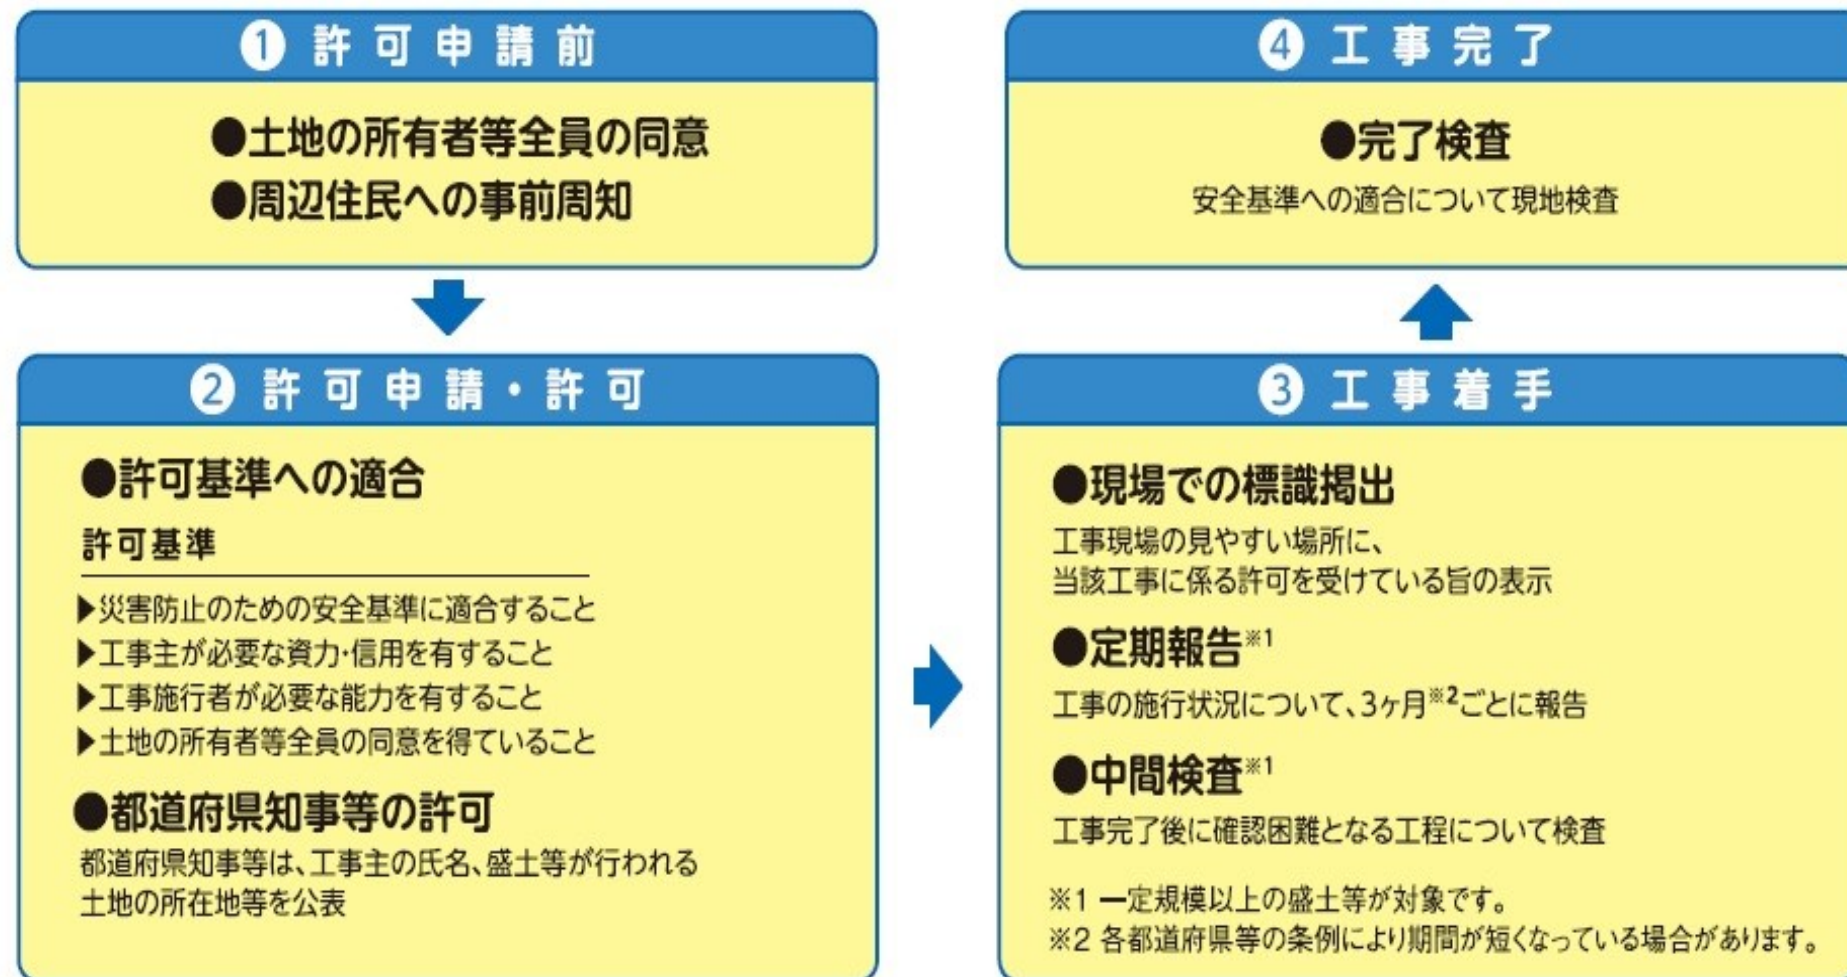 ❶ 許可申請前
●土地の所有者等全員の同意
●周辺住民への事前周知
❷ 許可申請・許可
●許可基準への適合
許可基準
▶災害防止のための安全基準に適合すること
▶工事主が必要な資力・信用を有すること
▶工事施行者が必要な能力を有すること
▶土地の所有者等全員の同意を得ていること
●都道府県知事等の許可
都道府県知事等は、工事主の氏名、盛土等が行われる
土地の所在地等を公表
❸ 工事着手
●現場での標識掲出
工事現場の見やすい場所に、
当該工事に係る許可を受けている旨の表示
●定期報告※1
工事の施行状況について、3ヶ月※2ごとに報告
●中間検査※1
工事完了後に確認困難となる工程について検査
※1 一定規模以上の盛土等が対象です。
※2 各都道府県等の条例により期間が短くなっている場合があります。
❹ 工事完了
●完了検査
安全基準への適合について現地検査